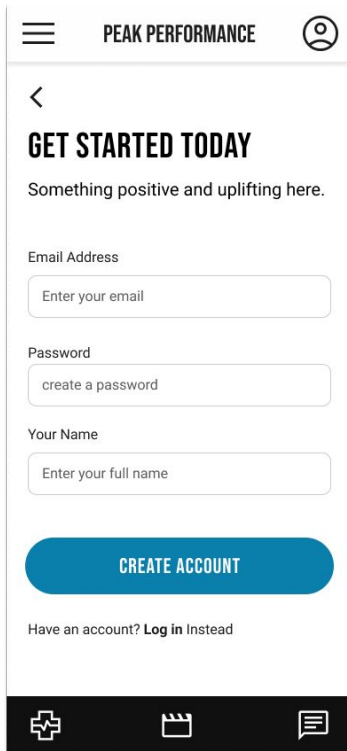 PEAK PERFORMANCE
GET STARTED TODAY
Something positive and uplifting here.
Email Address
Enter your email
Password
create a password
Your Name
Enter your full name
CREATE ACCOUNT
Have an account? Log in Instead